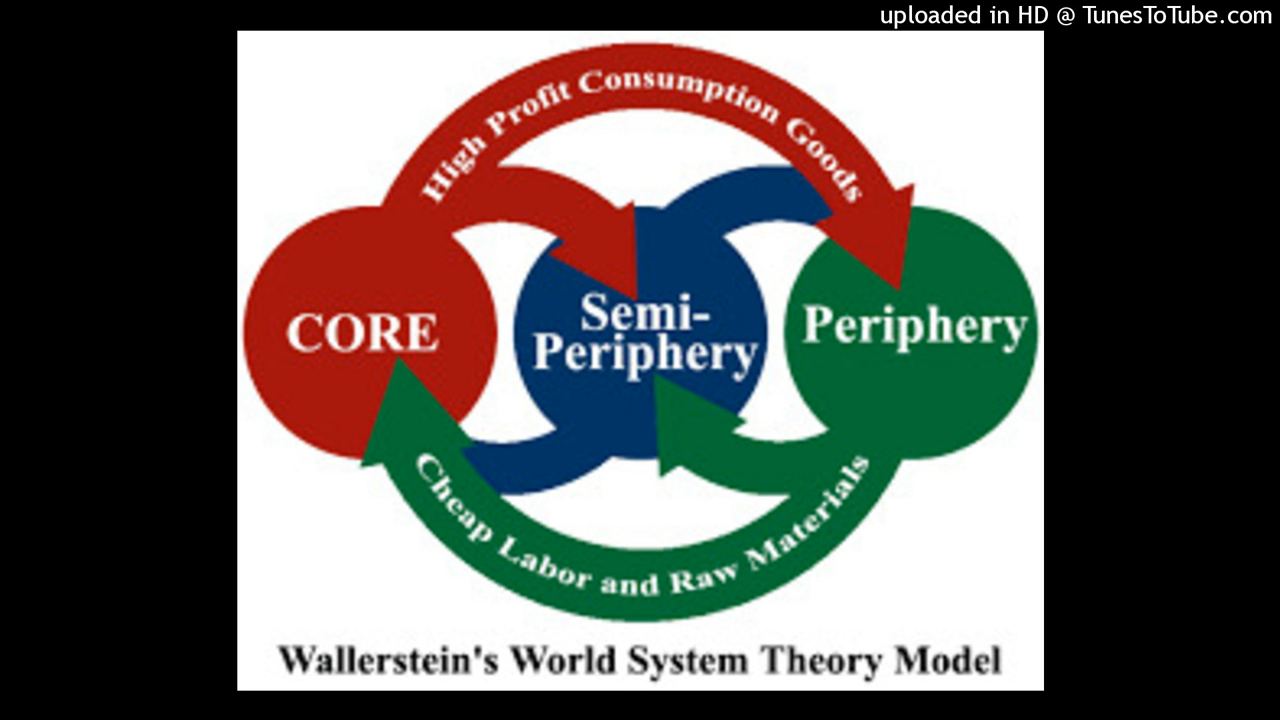 uploaded in HD @ TunesToTube.com
High Profit Consumption Goods
CORE
Semi-
Periphery
Periphery
Cheap Labor and Raw Materials
Wallerstein's World System Theory Model